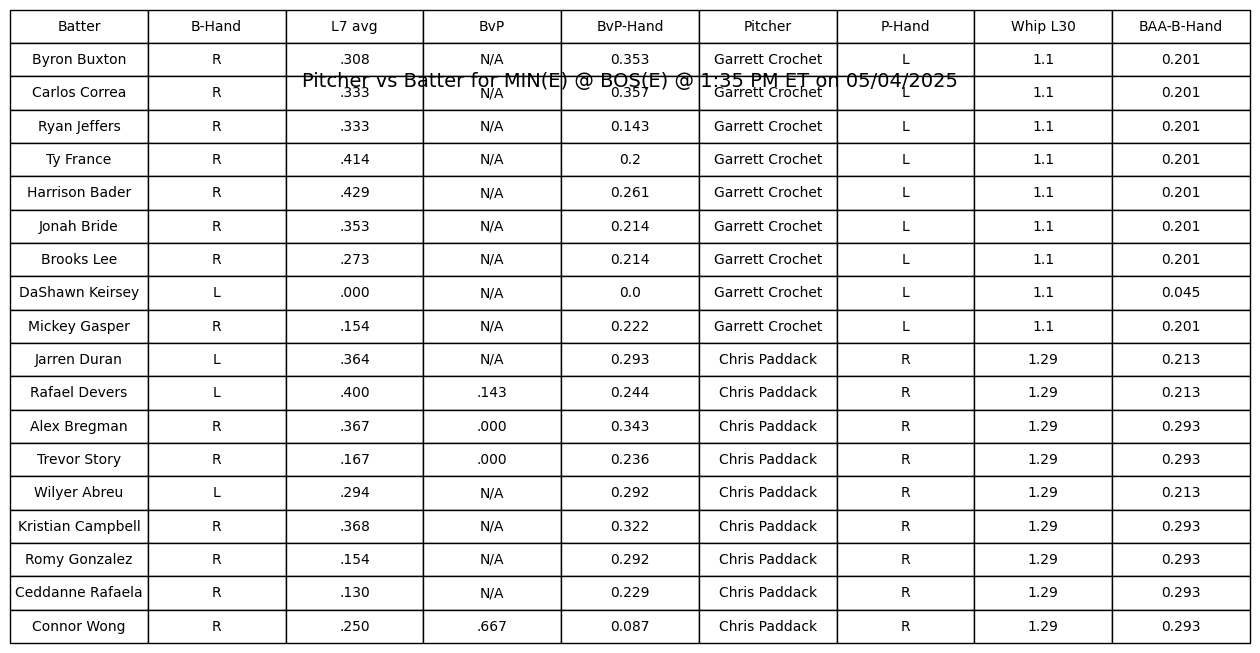 Batter B-Hand L7 avg BvP BvP-Hand Pitcher P-Hand Whip L30 BAA-B-Hand
Byron Buxton R .308 N/A 0.353 Garrett Crochet L 1.1 0.201
Pitcher vs Batter for MIN(E) @ BOS(E) @ 1:35 PM ET on 05/04/2025
Carlos Correa R .333 N/A 0.357 Garrett Crochet L 1.1 0.201
Ryan Jeffers R .333 N/A 0.143 Garrett Crochet L 1.1 0.201
Ty France R .414 N/A 0.2 Garrett Crochet L 1.1 0.201
Harrison Bader R .429 N/A 0.261 Garrett Crochet L 1.1 0.201
Jonah Bride R .353 N/A 0.214 Garrett Crochet L 1.1 0.201
Brooks Lee R .273 N/A 0.214 Garrett Crochet L 1.1 0.201
DaShawn Keirsey L .000 N/A 0.0 Garrett Crochet L 1.1 0.045
Mickey Gasper R .154 N/A 0.222 Garrett Crochet L 1.1 0.201
Jarren Duran L .364 N/A 0.293 Chris Paddack R 1.29 0.213
Rafael Devers L .400 .143 0.244 Chris Paddack R 1.29 0.213
Alex Bregman R .367 .000 0.343 Chris Paddack R 1.29 0.293
Trevor Story R .167 .000 0.236 Chris Paddack R 1.29 0.293
Wilyer Abreu L .294 N/A 0.292 Chris Paddack R 1.29 0.213
Kristian Campbell R .368 N/A 0.322 Chris Paddack R 1.29 0.293
Romy Gonzalez R .154 N/A 0.292 Chris Paddack R 1.29 0.293
Ceddanne Rafaela R .130 N/A 0.229 Chris Paddack R 1.29 0.293
Connor Wong R .250 .667 0.087 Chris Paddack R 1.29 0.293